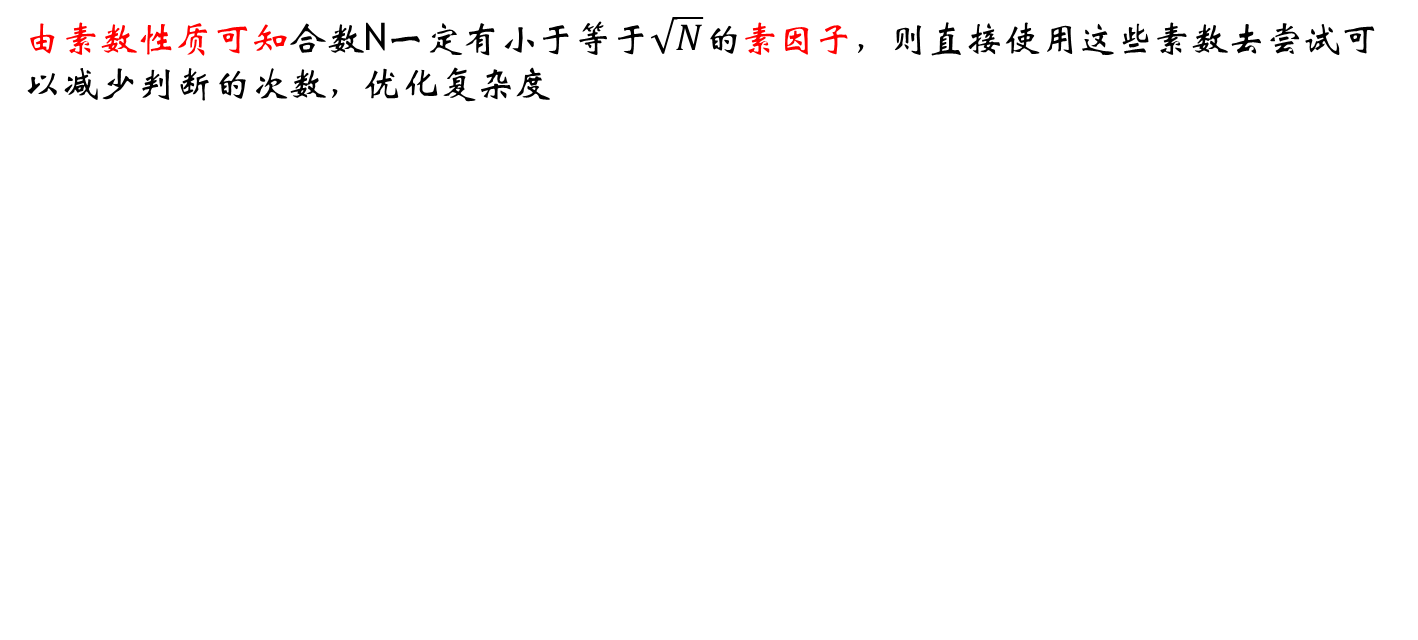 由素数性质可知合数N一定有小于等于√N的素因子，则直接使用这些素数去尝试可
以减少判断的次数，优化复杂度